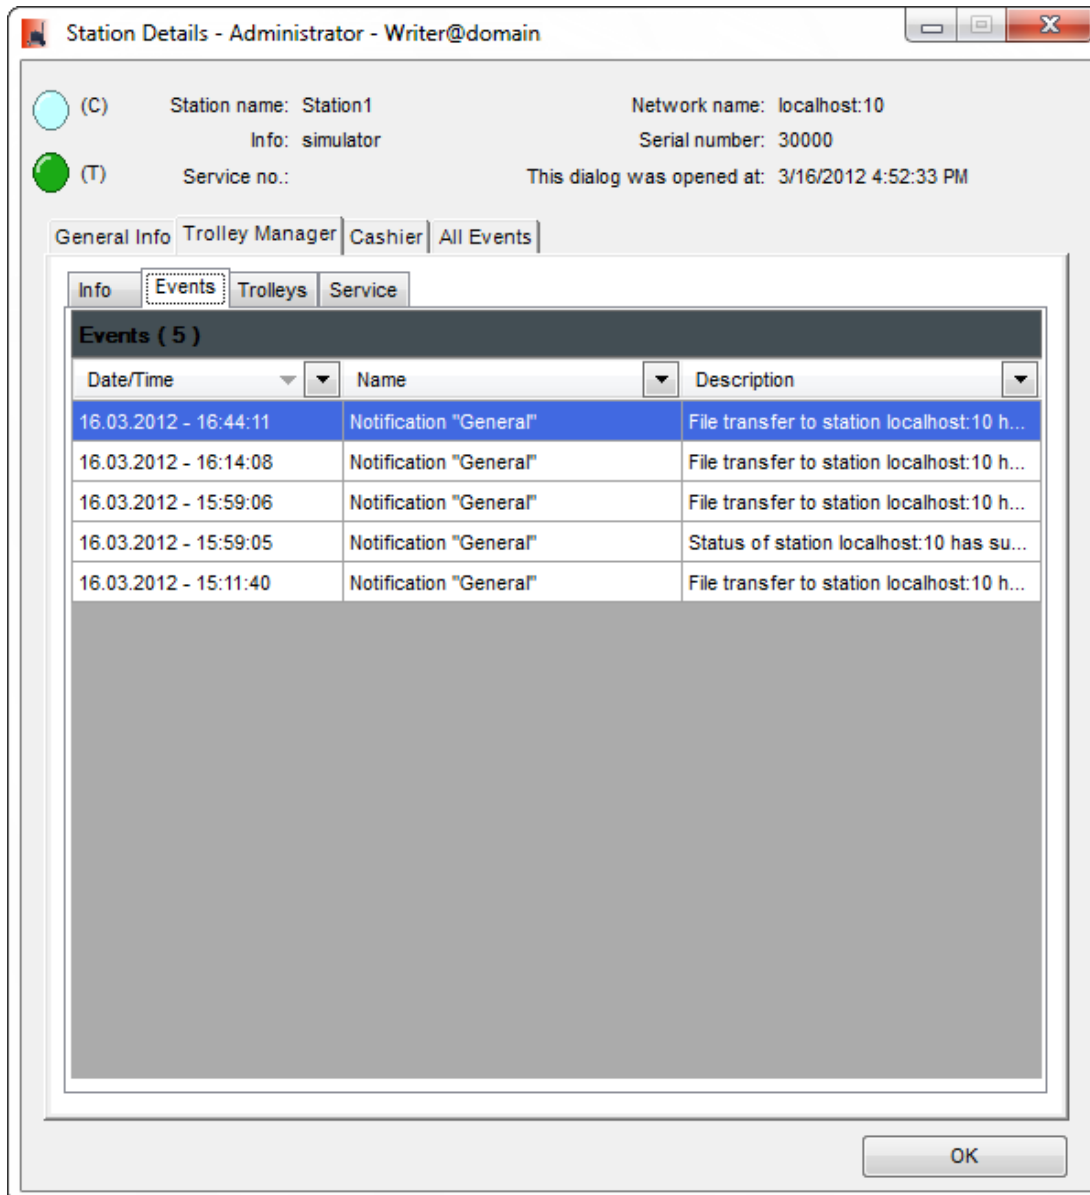 Station Details - Administrator - Writer@domain
(C) Station name: Station1 Network name: localhost:10
Info: simulator Serial number: 30000
(T) Service no.: This dialog was opened at: 3/16/2012 4:52:33 PM
General Info Trolley Manager Cashier All Events
Info Events Trolleys Service
Events ( 5 )
Date/Time Name Description
16.03.2012 - 16:44:11 Notification "General" File transfer to station localhost:10 h...
16.03.2012 - 16:14:08 Notification "General" File transfer to station localhost:10 h...
16.03.2012 - 15:59:06 Notification "General" File transfer to station localhost:10 h...
16.03.2012 - 15:59:05 Notification "General" Status of station localhost:10 has su...
16.03.2012 - 15:11:40 Notification "General" File transfer to station localhost:10 h...
OK